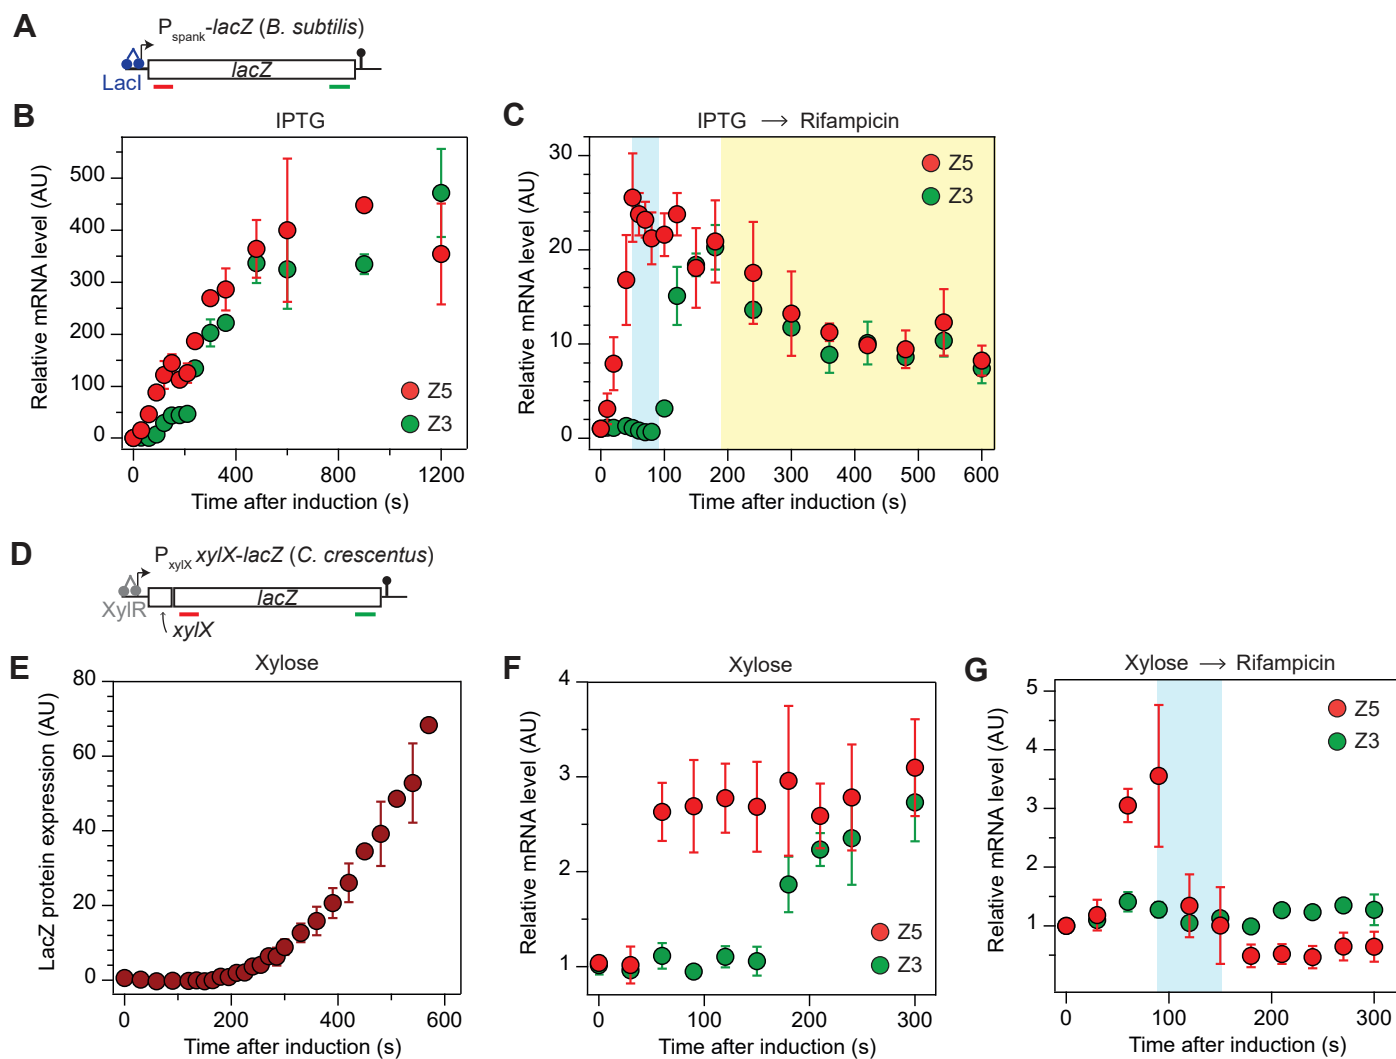 A
P_spank-lacZ (B. subtilis)
lacZ
LacI
B
IPTG
Relative mRNA level (AU)
500
400
300
200
100
0
Z5
Z3
0
400
800
1200
Time after induction (s)
C
IPTG → Rifampicin
Relative mRNA level (AU)
30
20
10
0
Z5
Z3
0
100
200
300
400
500
600
Time after induction (s)
D
P_xylX xylX-lacZ (C. crescentus)
lacZ
XylR
xylX
E
Xylose
LacZ protein expression (AU)
80
60
40
20
0
0
200
400
600
Time after induction (s)
F
Xylose
Relative mRNA level (AU)
4
3
2
1
Z5
Z3
0
100
200
300
Time after induction (s)
G
Xylose → Rifampicin
Relative mRNA level (AU)
5
4
3
2
1
Z5
Z3
0
100
200
300
Time after induction (s)